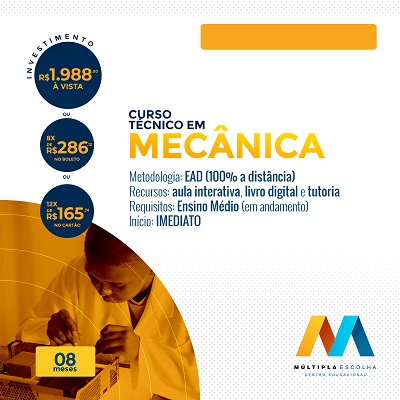 INVESTIMENTO
R$1.988,00
À VISTA
OU
8X
DE
R$286
NO BOLETO
OU
12X
DE
R$165,74
NO CARTÃO
CURSO
TÉCNICO EM
MECÂNICA
Metodologia: EAD (100% a distância)
Recursos: aula interativa, livro digital e tutoria
Requisitos: Ensino Médio (em andamento)
Início: IMEDIATO
08
meses
MÚLTIPLA ESCOLHA
CENTRO EDUCACIONAL